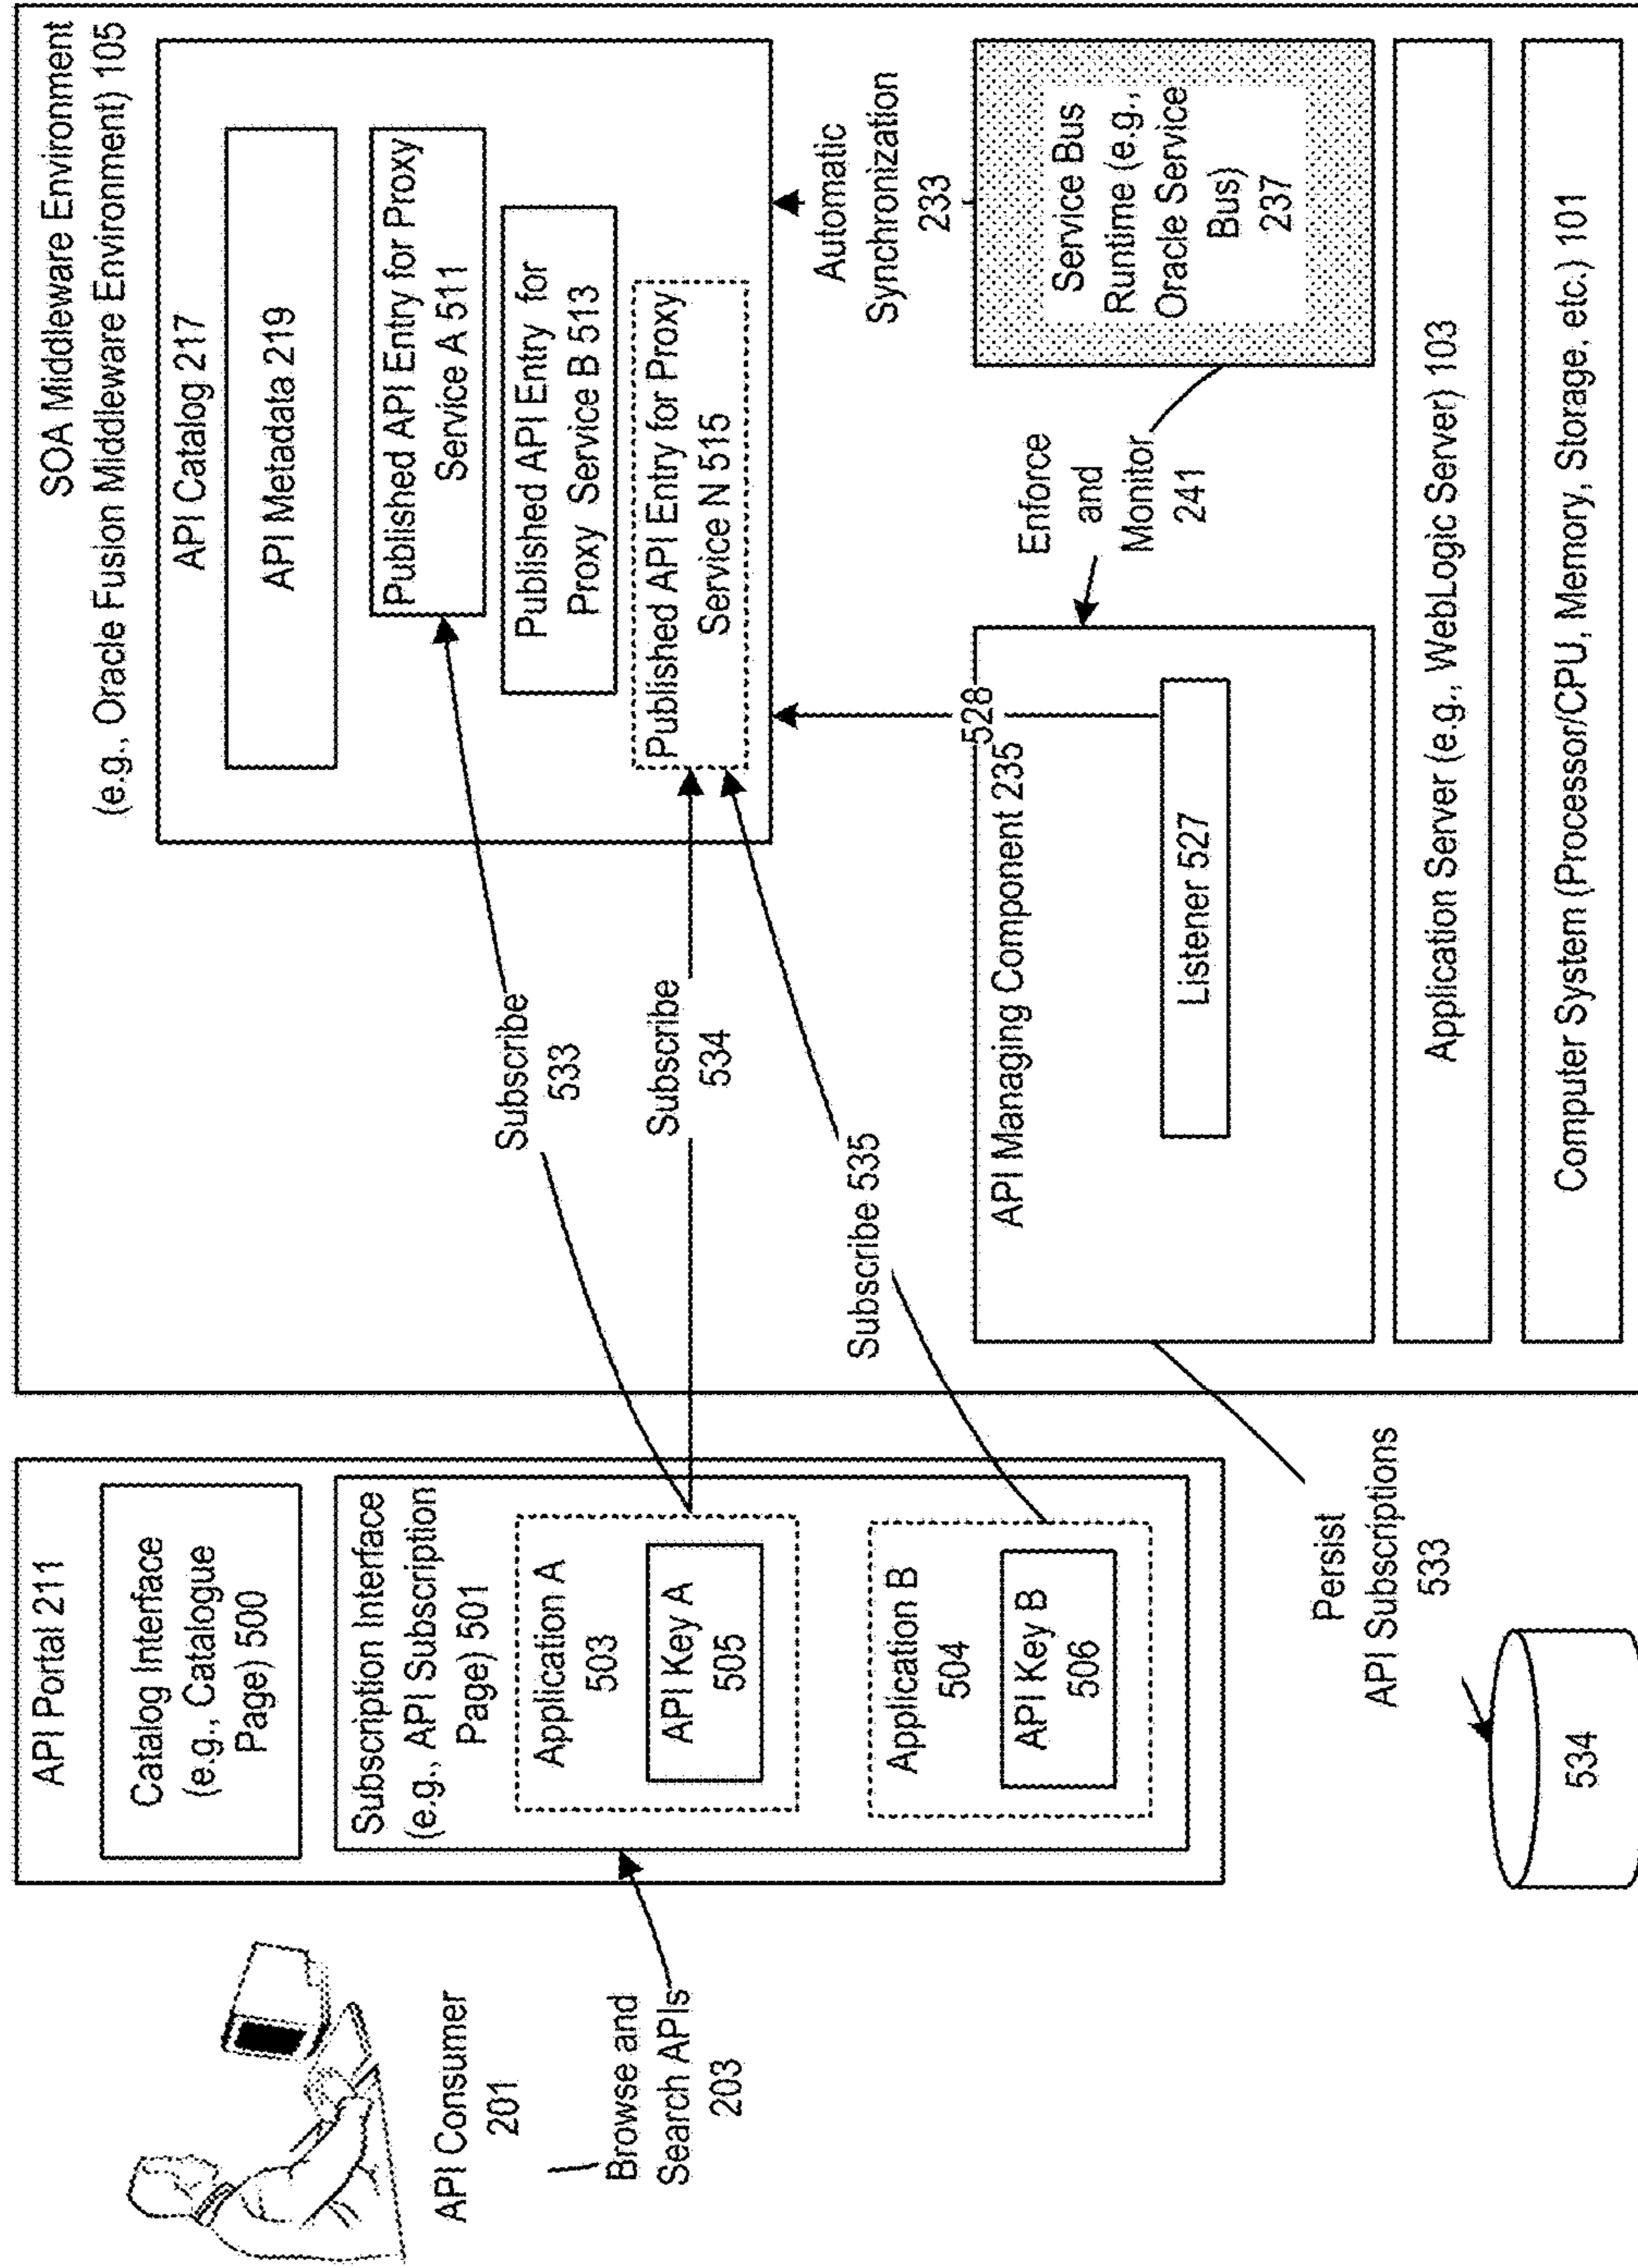 API Consumer
201
Browse and
Search APIs
203
API Portal 211
Catalog Interface
(e.g., Catalogue
Page) 500
Subscription Interface
(e.g., API Subscription
Page) 501
Application A
503
API Key A
505
Application B
504
API Key B
506
Persist
API Subscriptions
533
534
Subscribe
533
Subscribe
534
Subscribe 535
SOA Middleware Environment
(e.g., Oracle Fusion Middleware Environment) 105
API Catalog 217
API Metadata 219
Published API Entry for Proxy
Service A 511
Published API Entry for
Proxy Service B 513
Published API Entry for Proxy
Service N 515
528
Automatic
Synchronization
233
API Managing Component 235
Listener 527
Enforce
and
Monitor
241
Service Bus
Runtime (e.g.,
Oracle Service
Bus)
237
Application Server (e.g., WebLogic Server) 103
Computer System (Processor/CPU, Memory, Storage, etc.) 101